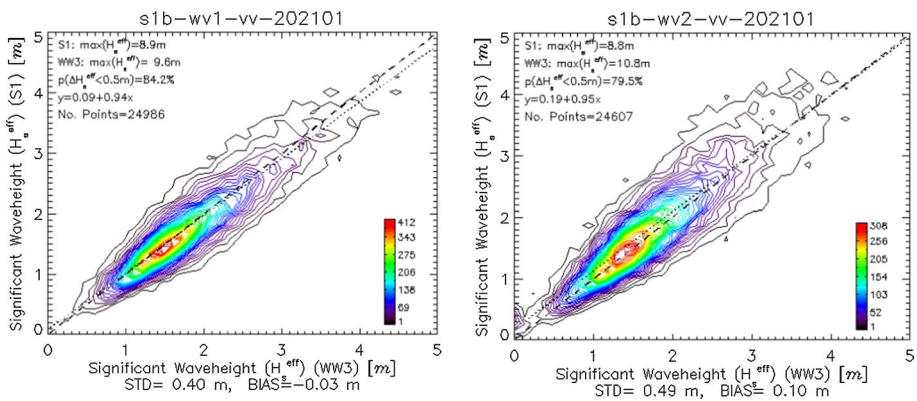 s1b-wv1-vv-202101
S1: max(H_s^eff)=8.9m
WW3: max(H_s^eff)= 9.6m
p(ΔH_s^eff<0.5m)=84.2%
y=0.09+0.94x
No. Points=24986
Significant Waveheight (H_s^eff) (S1) [m]
5
4
3
2
1
0
412
343
275
206
138
69
1
0 1 2 3 4 5
Significant Waveheight (H_s^eff) (WW3) [m]
STD= 0.40 m, BIAS=-0.03 m
s1b-wv2-vv-202101
S1: max(H_s^eff)=8.8m
WW3: max(H_s^eff)=10.8m
p(ΔH_s^eff<0.5m)=79.5%
y=0.19+0.95x
No. Points=24607
Significant Waveheight (H_s^eff) (S1) [m]
5
4
3
2
1
0
308
256
205
154
103
52
1
0 1 2 3 4 5
Significant Waveheight (H_s^eff) (WW3) [m]
STD= 0.49 m, BIAS= 0.10 m